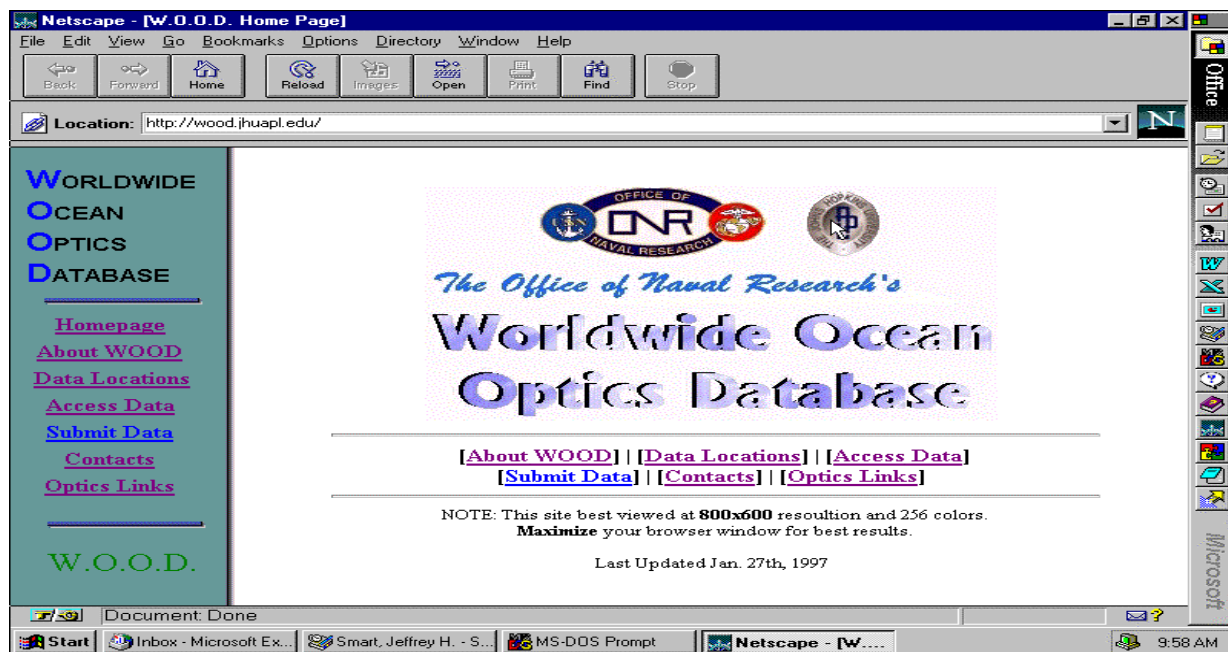 Netscape - [W.O.O.D. Home Page]
File Edit View Go Bookmarks Options Directory Window Help
Back Forward Home Reload Images Open Print Find Stop
Location: http://wood.jhuapl.edu/
N
Office
WORLDWIDE
OCEAN
OPTICS
DATABASE
Homepage
About WOOD
Data Locations
Access Data
Submit Data
Contacts
Optics Links
W.O.O.D.
OFFICE OF
ONR
NAVAL RESEARCH
THE JOHNS HOPKINS UNIVERSITY
The Office of Naval Research's
Worldwide Ocean
Optics Database
[About WOOD] | [Data Locations] | [Access Data]
[Submit Data] | [Contacts] | [Optics Links]
NOTE: This site best viewed at 800x600 resoultion and 256 colors.
Maximize your browser window for best results.
Last Updated Jan. 27th, 1997
Microsoft
Document: Done
Start Inbox - Microsoft Ex... Smart, Jeffrey H. - S... MS-DOS Prompt Netscape - [W.... 9:58 AM